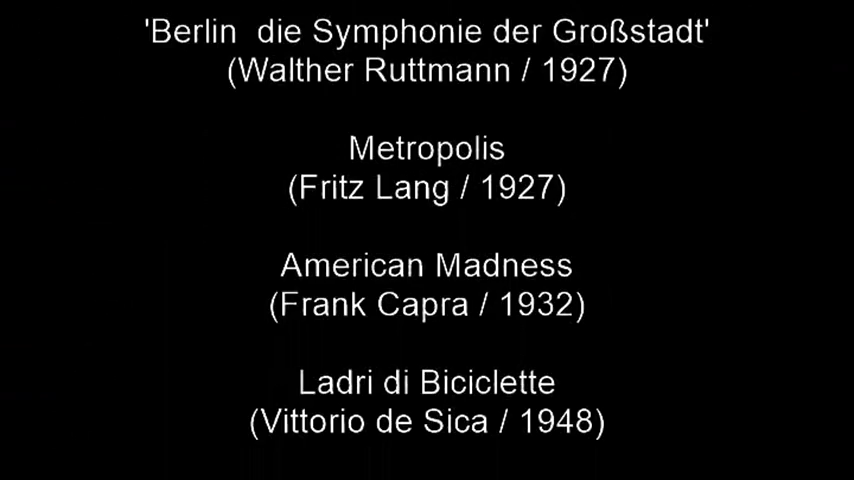 'Berlin  die Symphonie der Großstadt'
(Walther Ruttmann / 1927)
Metropolis
(Fritz Lang / 1927)
American Madness
(Frank Capra / 1932)
Ladri di Biciclette
(Vittorio de Sica / 1948)